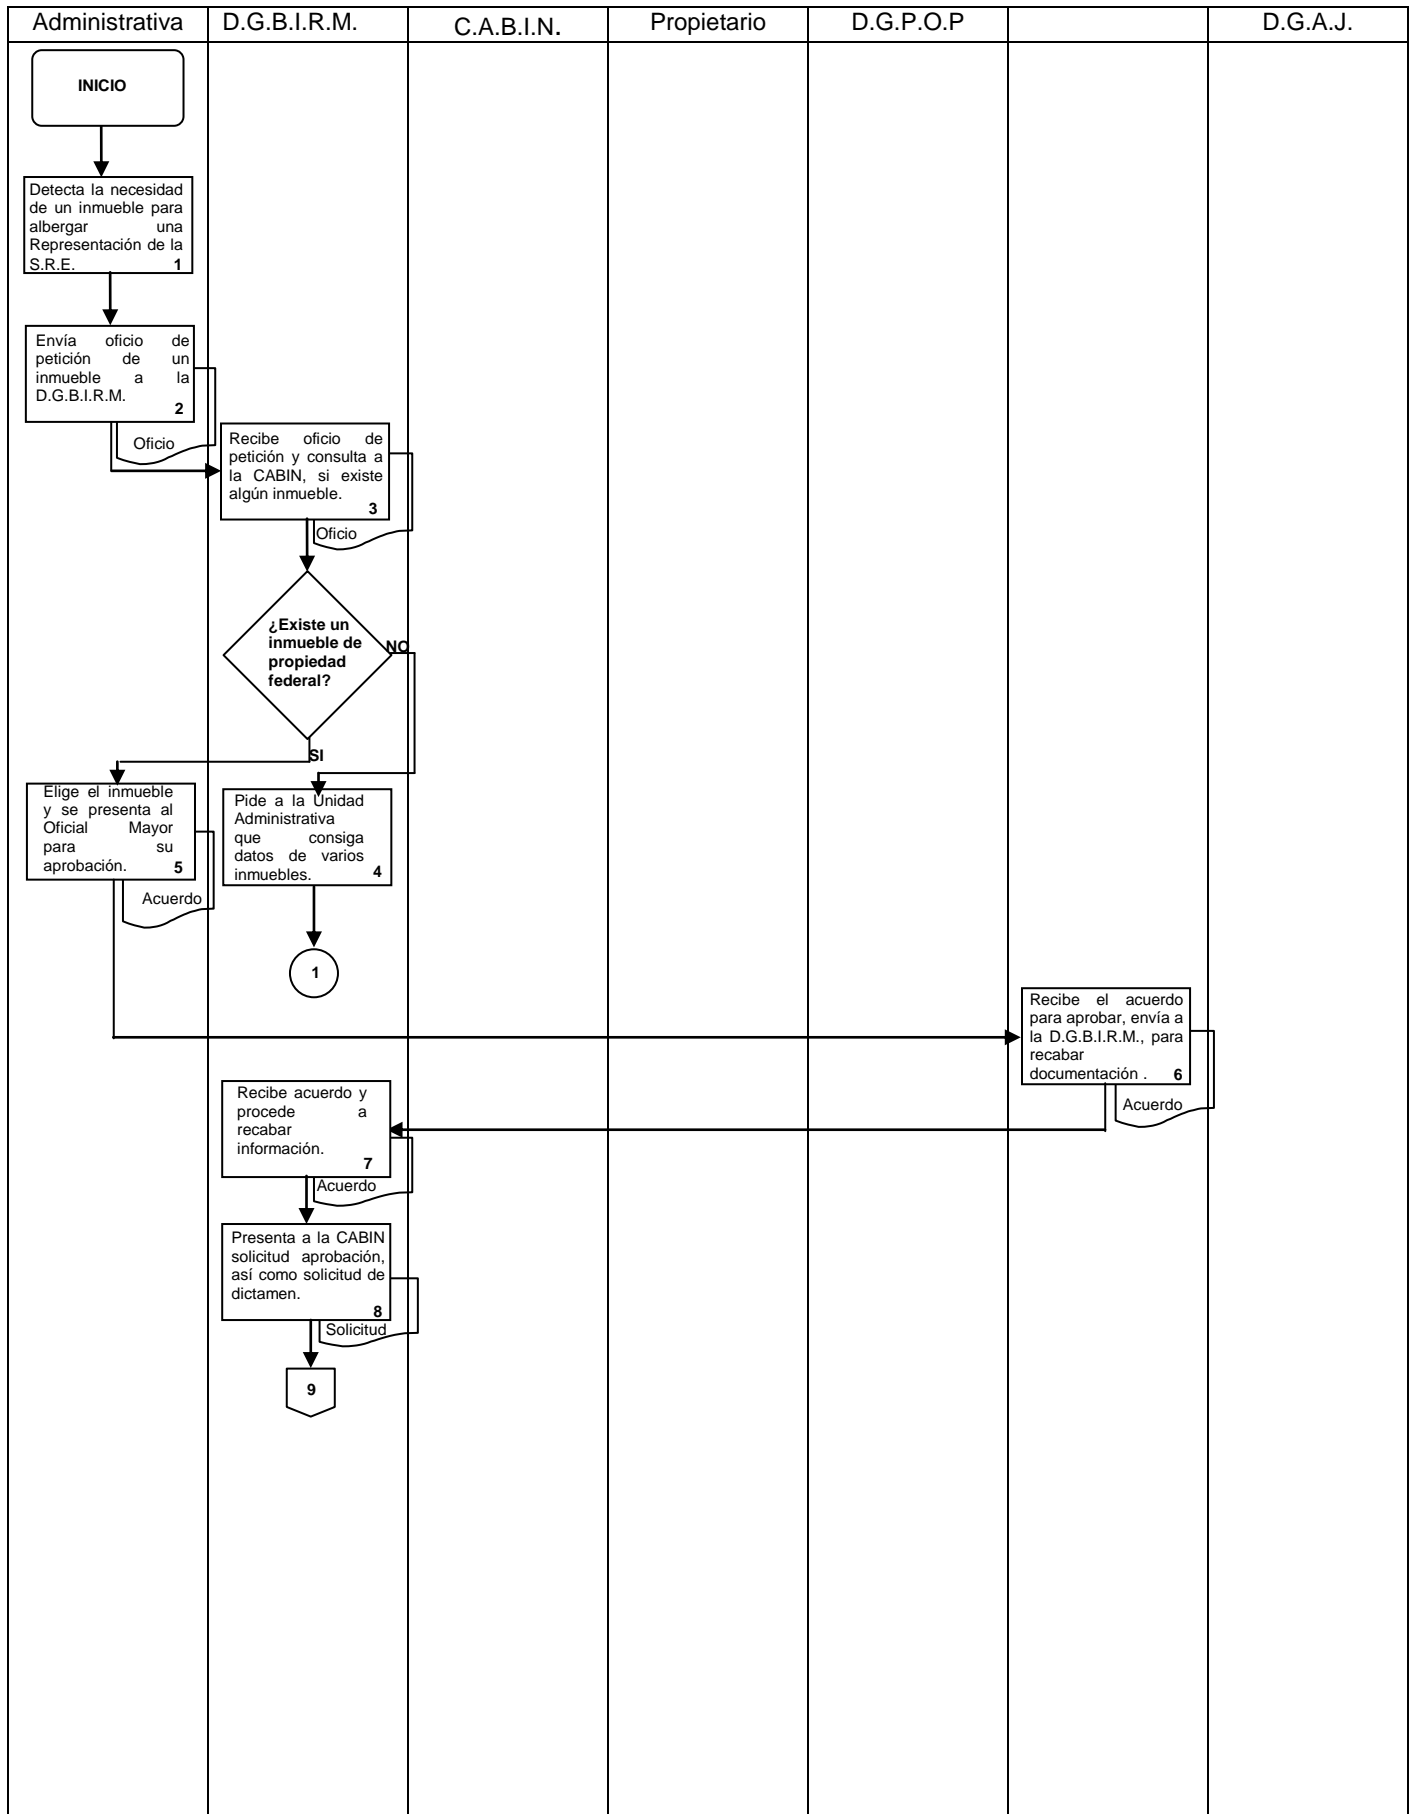 Administrativa
D.G.B.I.R.M.
C.A.B.I.N.
Propietario
D.G.P.O.P
D.G.A.J.
INICIO
Detecta la necesidad
de un inmueble para
albergar una
Representación de la
S.R.E. 1
Envía oficio de
petición de un
inmueble a la
D.G.B.I.R.M.
2
Oficio
Recibe oficio de
petición y consulta a
la CABIN, si existe
algún inmueble.
3
Oficio
¿Existe un
inmueble de
propiedad
federal?
NO
SI
Elige el inmueble
y se presenta al
Oficial Mayor
para su
aprobación. 5
Acuerdo
Pide a la Unidad
Administrativa
que consiga
datos de varios
inmuebles. 4
1
Recibe el acuerdo
para aprobar, envía a
la D.G.B.I.R.M., para
recabar
documentación . 6
Acuerdo
Recibe acuerdo y
procede a
recabar
información.
7
Acuerdo
Presenta a la CABIN
solicitud aprobación,
así como solicitud de
dictamen.
8
Solicitud
9